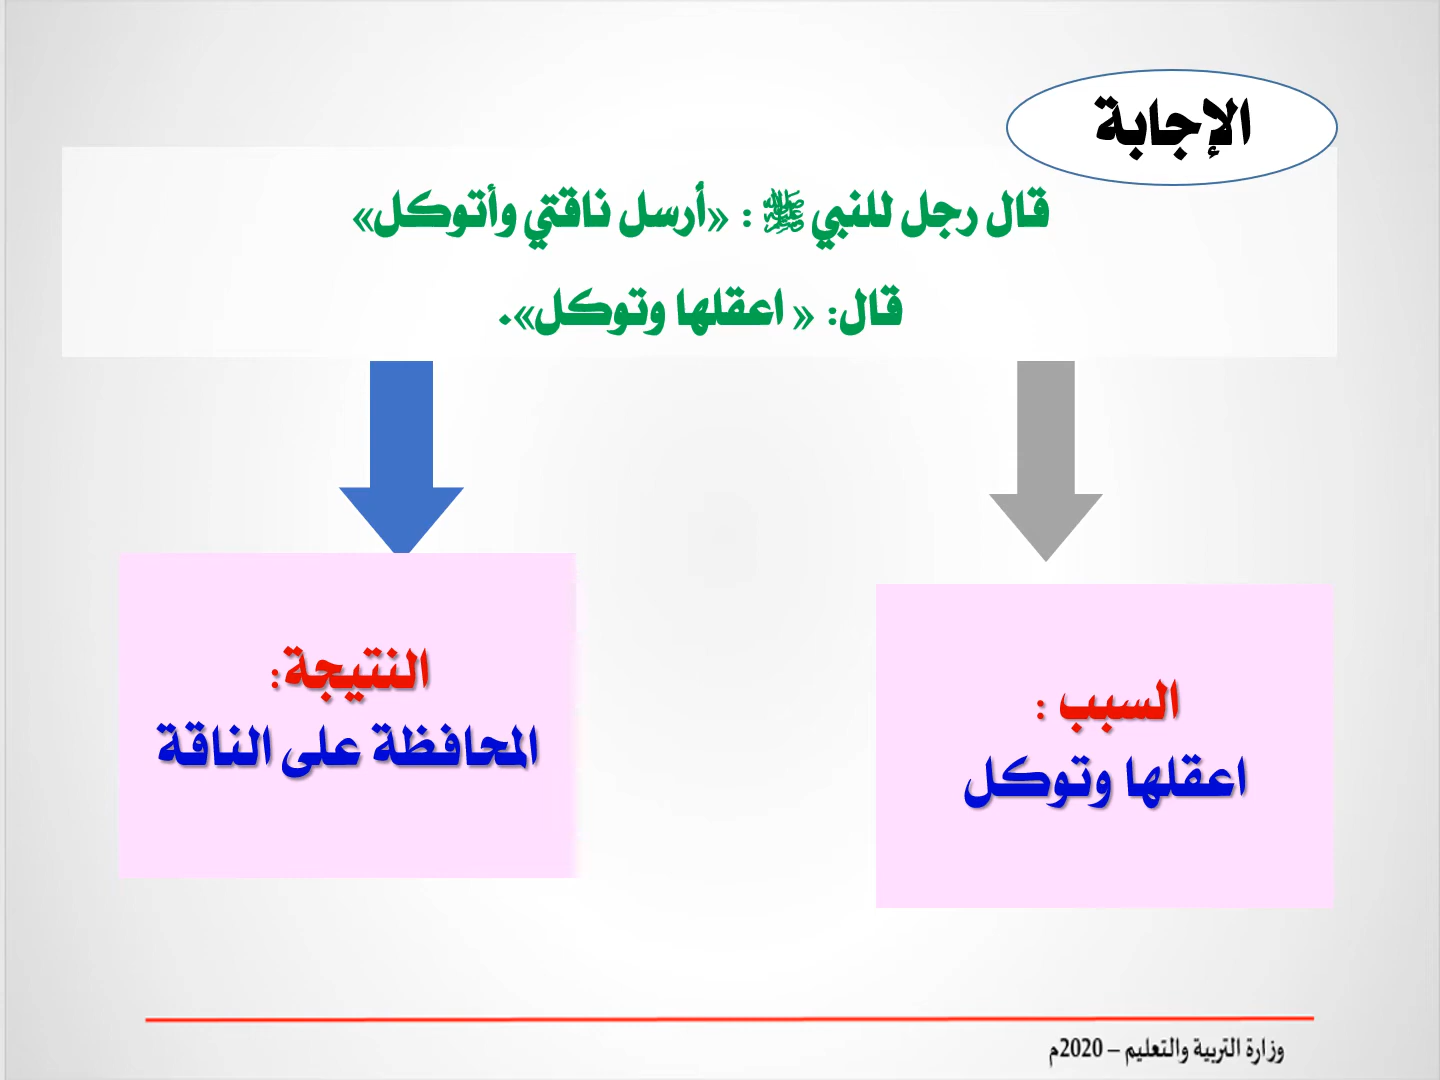 الإجابة
قال رجل للنبي ﷺ : «أرسل ناقتي وأتوكل»
قال: « اعقلها وتوكل».
السبب :
اعقلها وتوكل
النتيجة:
المحافظة على الناقة
وزارة التربية والتعليم – 2020م